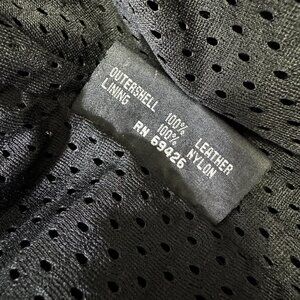 OUTERSHELL 100% LEATHER
LINING 100% NYLON
RN 69426